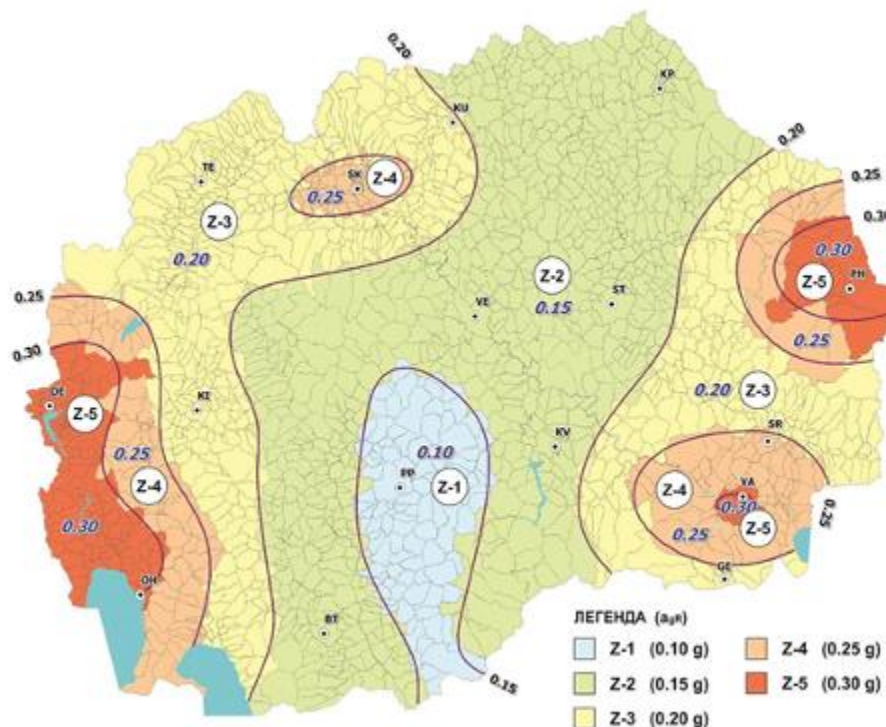 0.20
KP
KU
0.20
TE
SK
Z-4
0.25
0.25
Z-3
0.30
0.20
0.30
Z-2
Z-5
PH
0.25
VE
0.15
ST
0.30
0.25
0.20
Z-3
DE
Z-5
KI
SR
0.25
0.10
KV
Z-4
PP
Z-1
Z-4
VA
0.30
0.25
0.30
0.25
Z-5
OH
GE
BT
0.15
ЛЕГЕНДА (agR)
Z-1 (0.10 g)
Z-2 (0.15 g)
Z-3 (0.20 g)
Z-4 (0.25 g)
Z-5 (0.30 g)